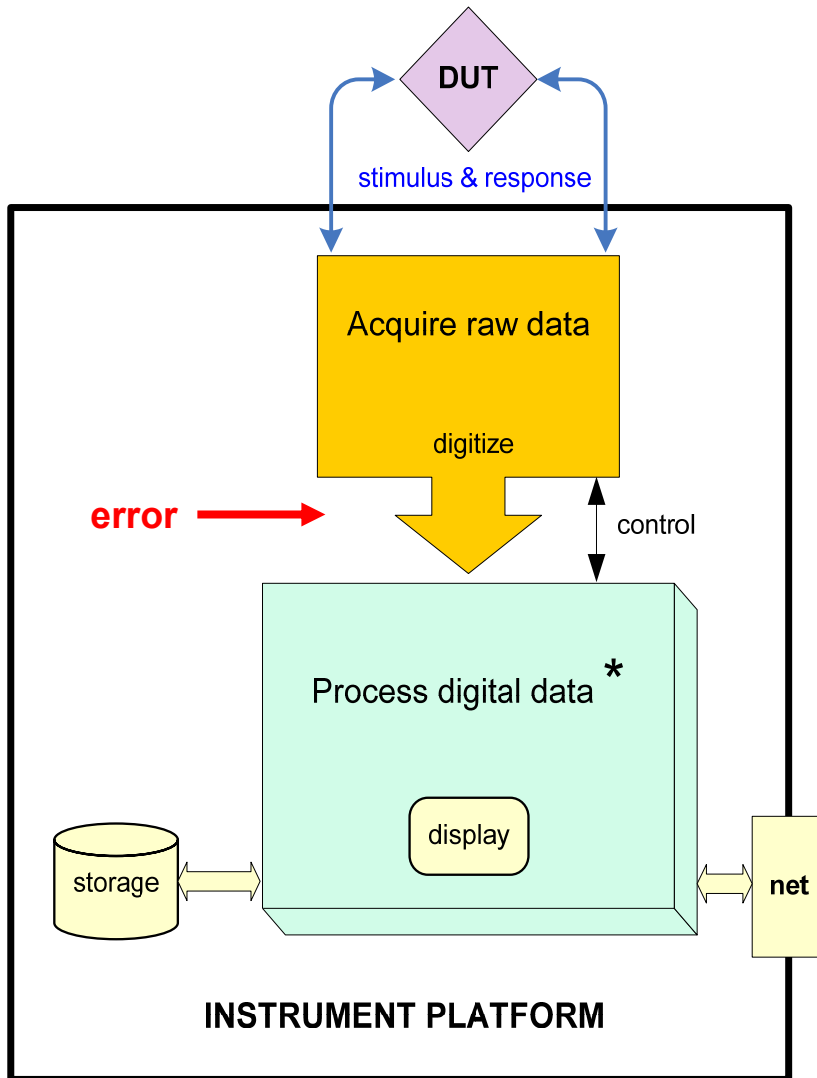 DUT
stimulus & response
Acquire raw data
digitize
error
control
Process digital data *
display
storage
net
INSTRUMENT PLATFORM